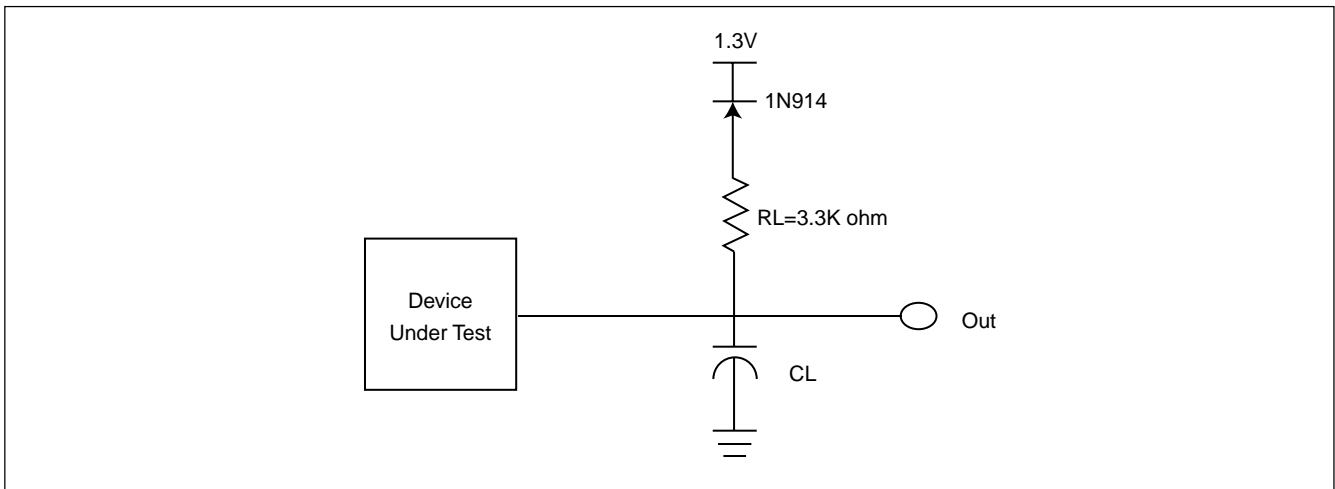 1.3V
1N914
RL=3.3K ohm
Device
Under Test
Out
CL